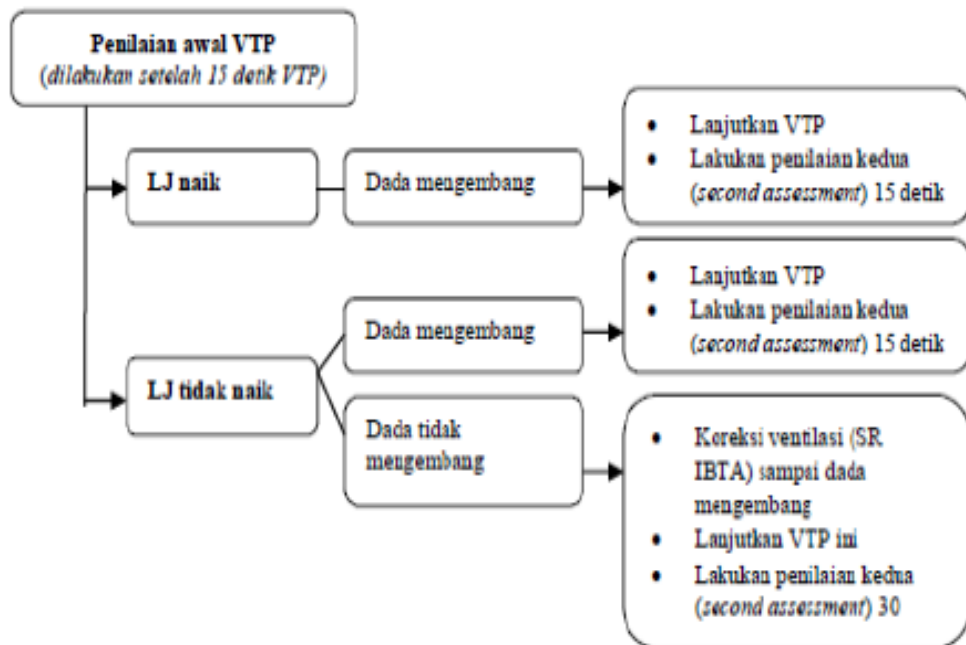 Penilaian awal VTP
(dilakukan setelah 15 detik VTP)
LJ naik
Dada mengembang
• Lanjutkan VTP
• Lakukan penilaian kedua
(second assessment) 15 detik
LJ tidak naik
Dada mengembang
• Lanjutkan VTP
• Lakukan penilaian kedua
(second assessment) 15 detik
Dada tidak
mengembang
• Koreksi ventilasi (SR
IBTA) sampai dada
mengembang
• Lanjutkan VTP ini
• Lakukan penilaian kedua
(second assessment) 30